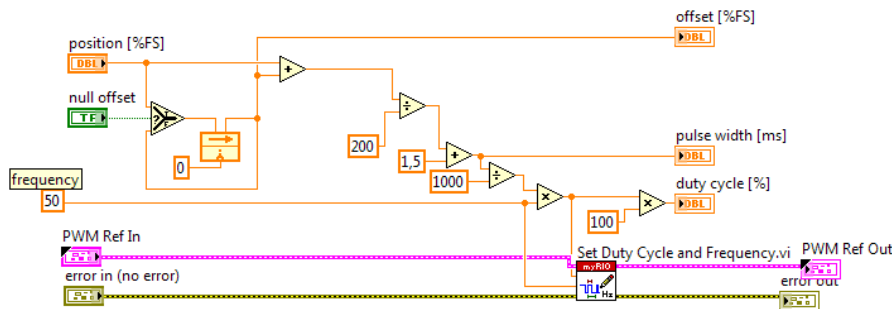 offset [%FS]
DBL
position [%FS]
DBL
null offset
TF
?
0
200
pulse width [ms]
DBL
1,5
1000
frequency
50
duty cycle [%]
DBL
100
PWM Ref In
Set Duty Cycle and Frequency.vi
PWM Ref Out
myRIO
Hz
error in (no error)
error out